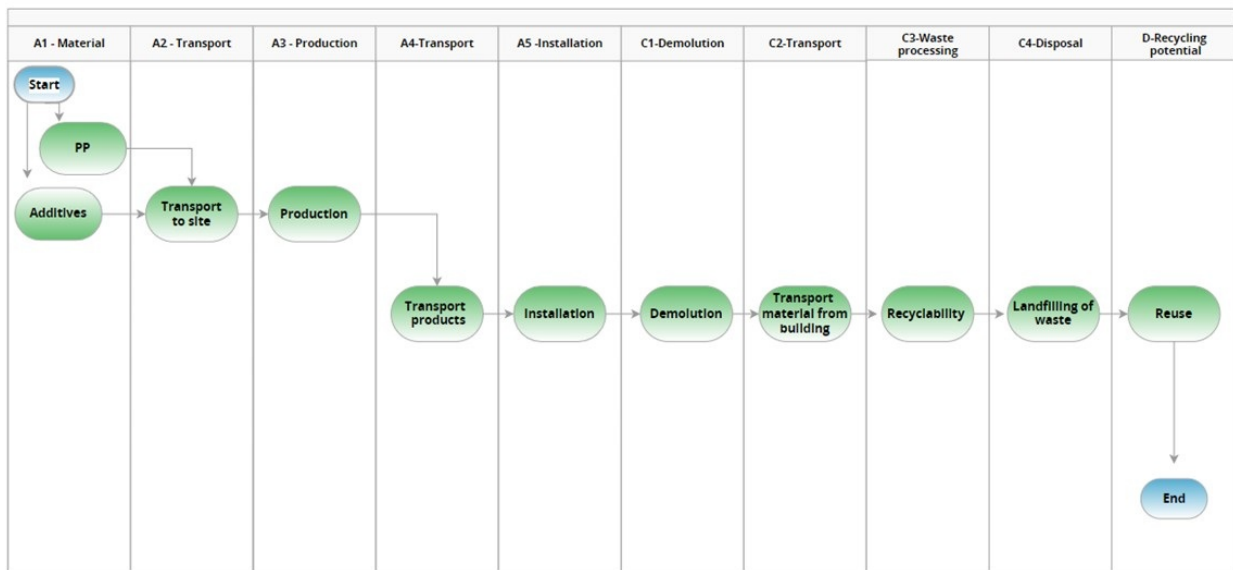 A1 - Material
A2 - Transport
A3 - Production
A4-Transport
A5 -Installation
C1-Demolution
C2-Transport
C3-Waste
processing
C4-Disposal
D-Recycling
potential
Start
PP
Additives
Transport
to site
Production
Transport
products
Installation
Demolution
Transport
material from
building
Recyclability
Landfilling of
waste
Reuse
End